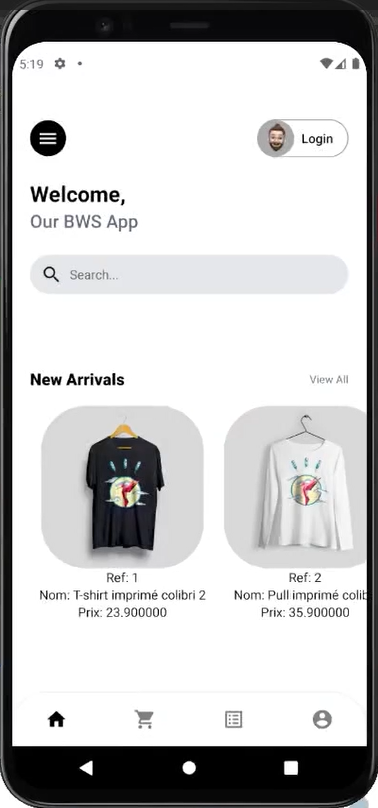 5:19
Login
Welcome,
Our BWS App
Search...
New Arrivals
View All
Ref: 1
Nom: T-shirt imprimé colibri 2
Prix: 23.900000
Ref: 2
Nom: Pull imprimé colib
Prix: 35.900000